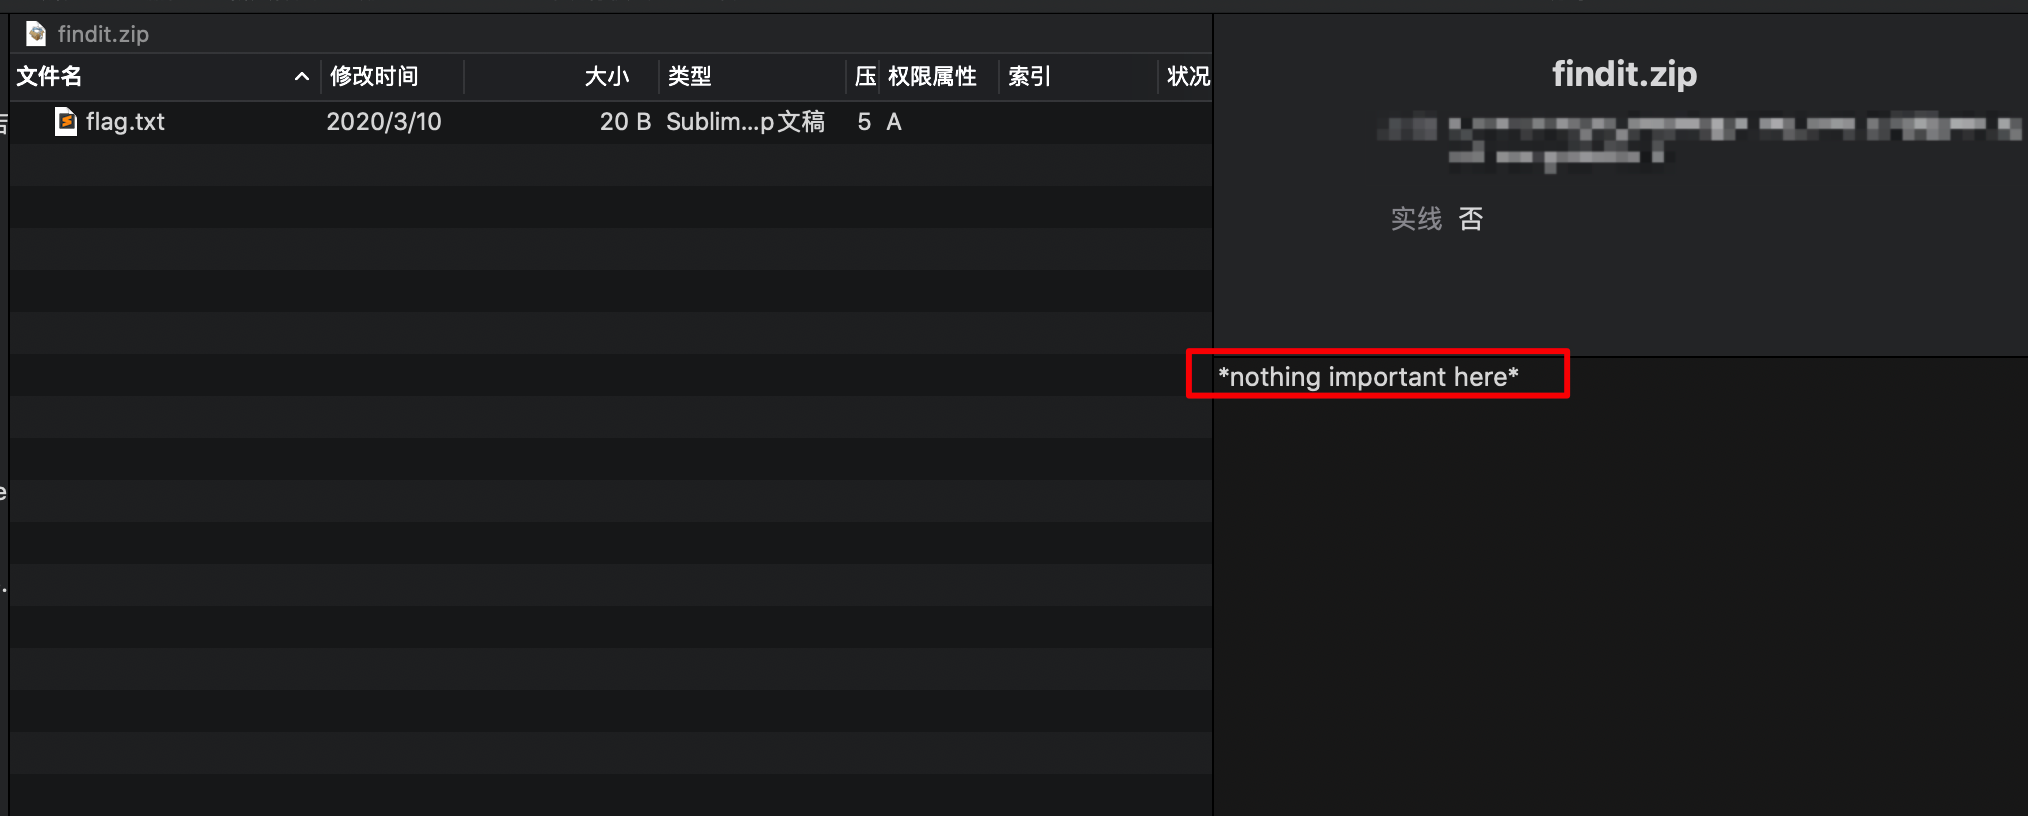 findit.zip
文件名 修改时间 大小 类型 压 权限属性 索引 状况
flag.txt 2020/3/10 20 B Sublim...p文稿 5 A
findit.zip
实线 否
*nothing important here*